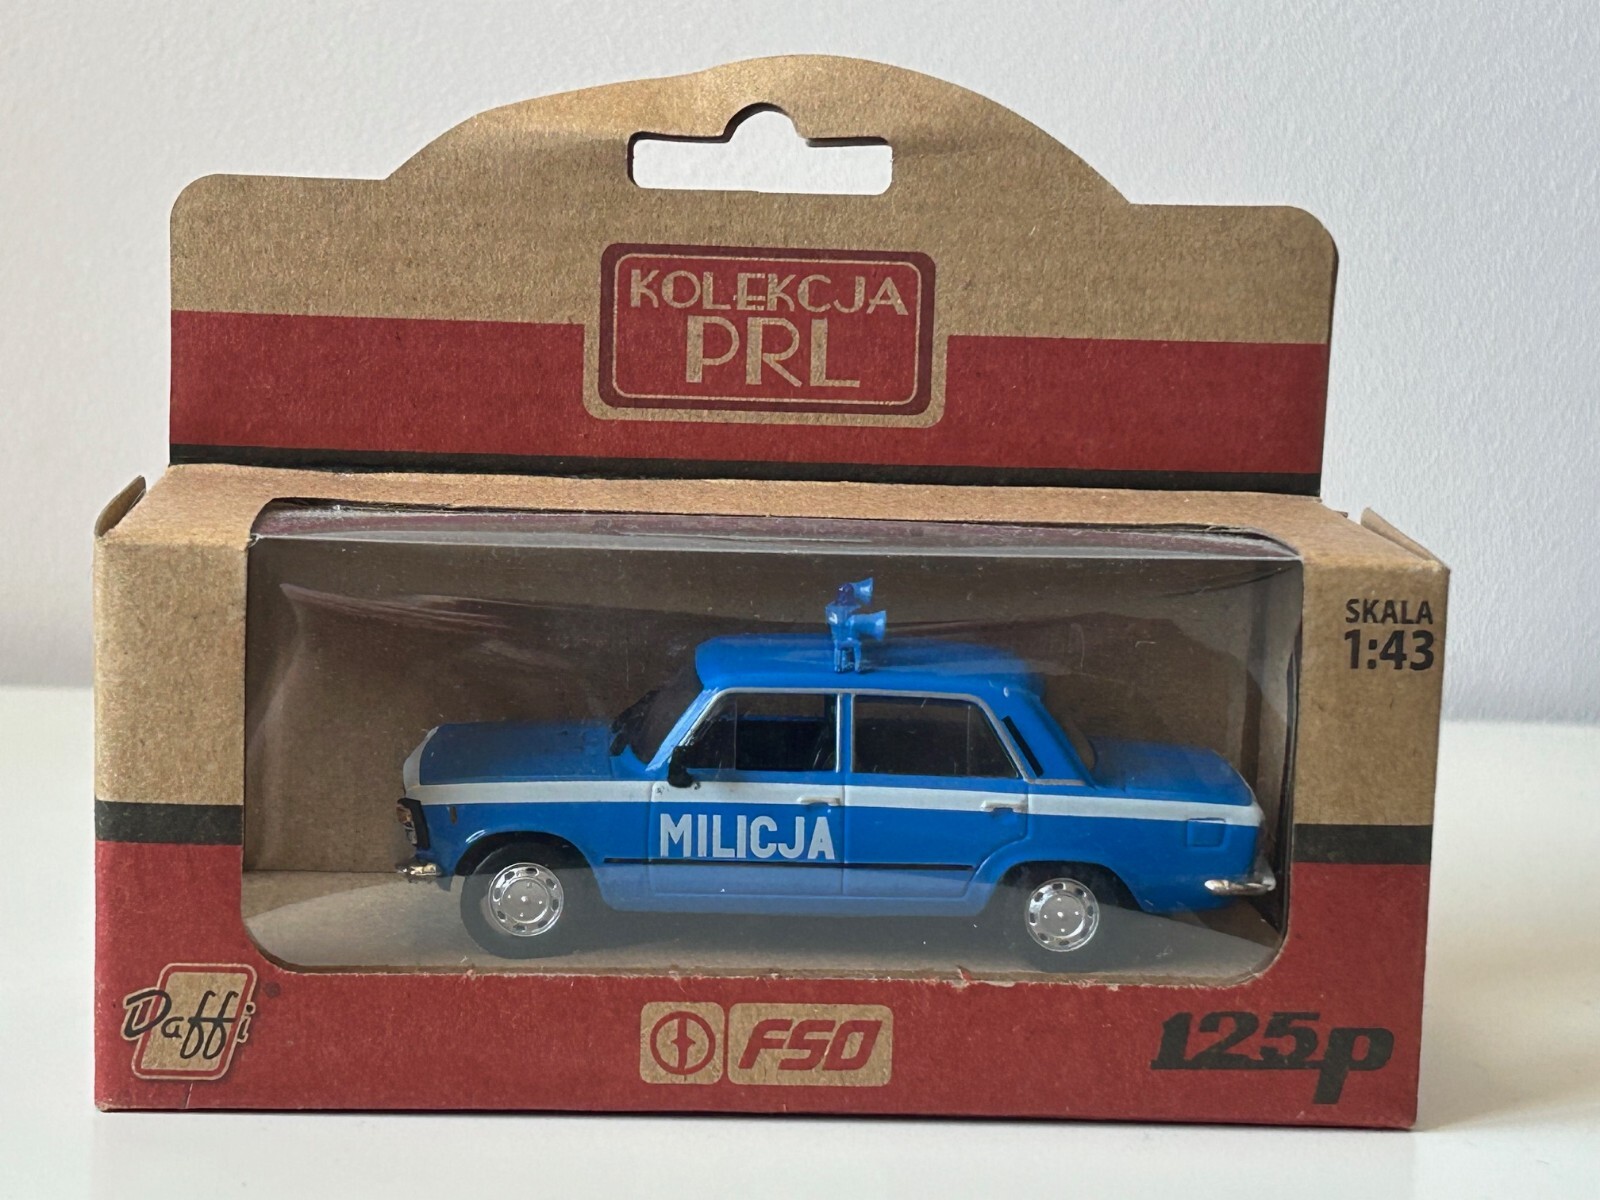 KOLEKCJA
PRL
SKALA
1:43
MILICJA
Daffi®
FSO
125p